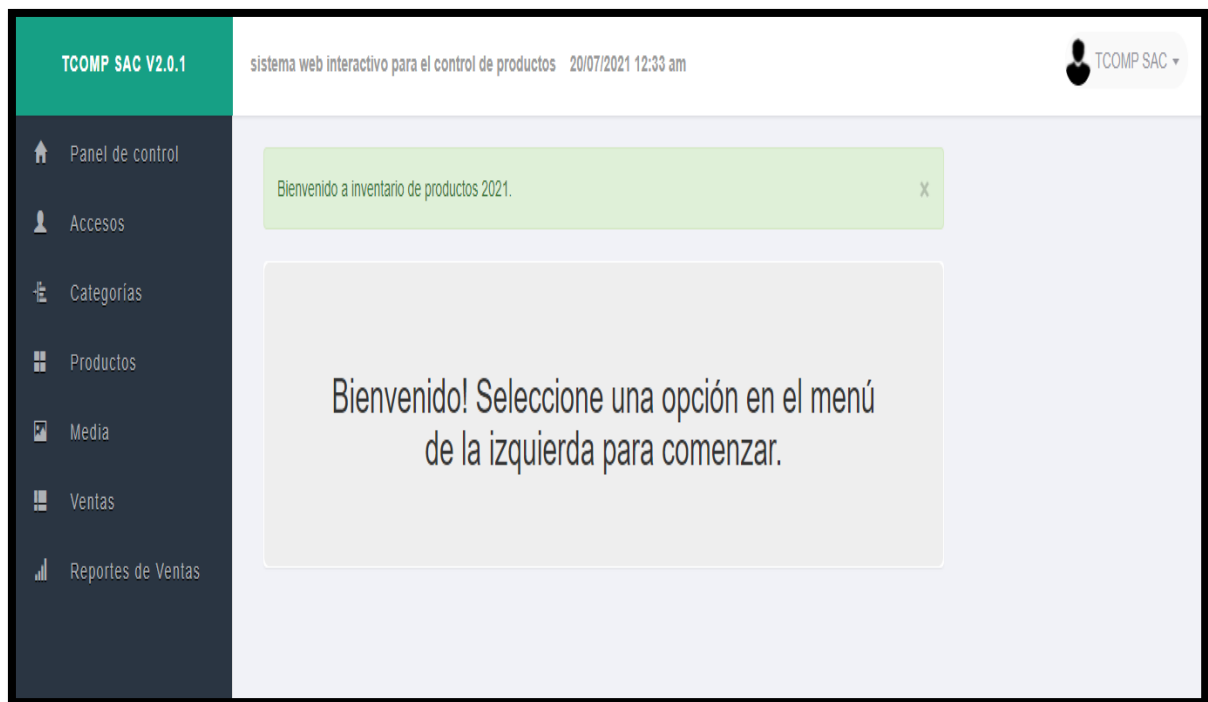 TCOMP SAC V2.0.1
sistema web interactivo para el control de productos 20/07/2021 12:33 am
TCOMP SAC
Panel de control
Accesos
Categorías
Productos
Media
Ventas
Reportes de Ventas
Bienvenido a inventario de productos 2021.
x
Bienvenido! Seleccione una opción en el menú
de la izquierda para comenzar.